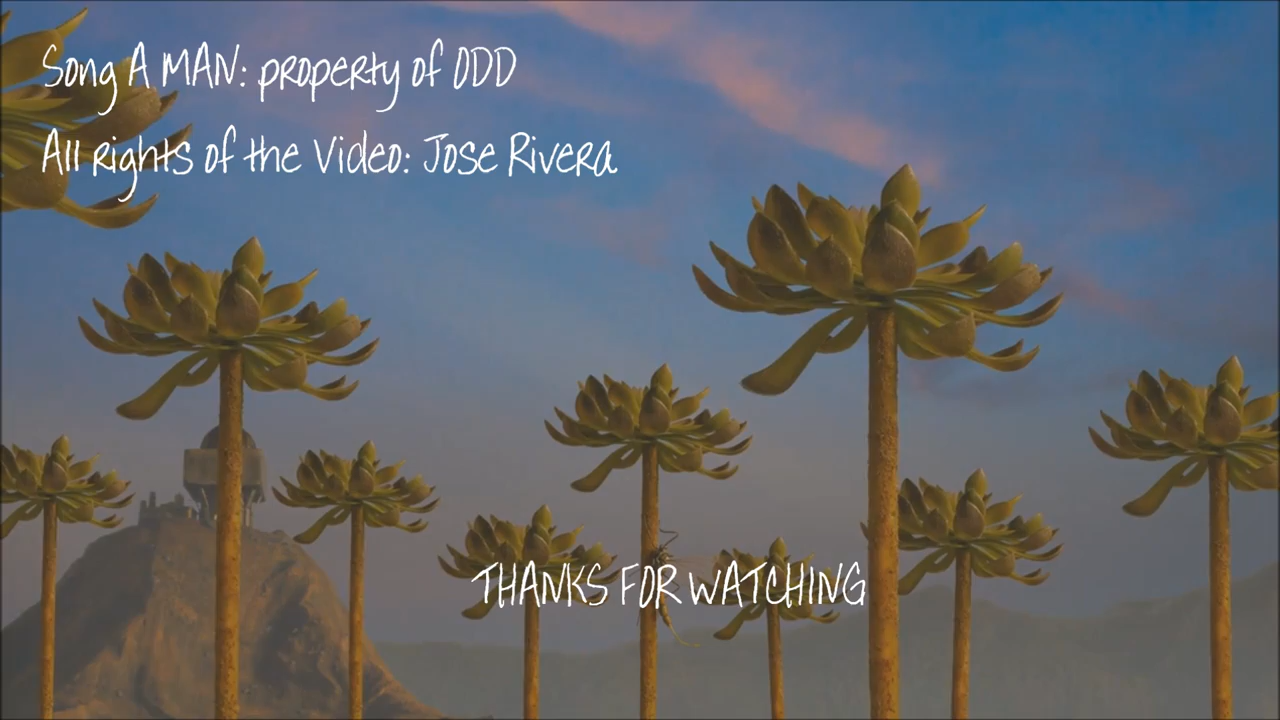 Song A MAN: property of ODD
All rights of the Video: Jose Rivera
THANKS FOR WATCHING